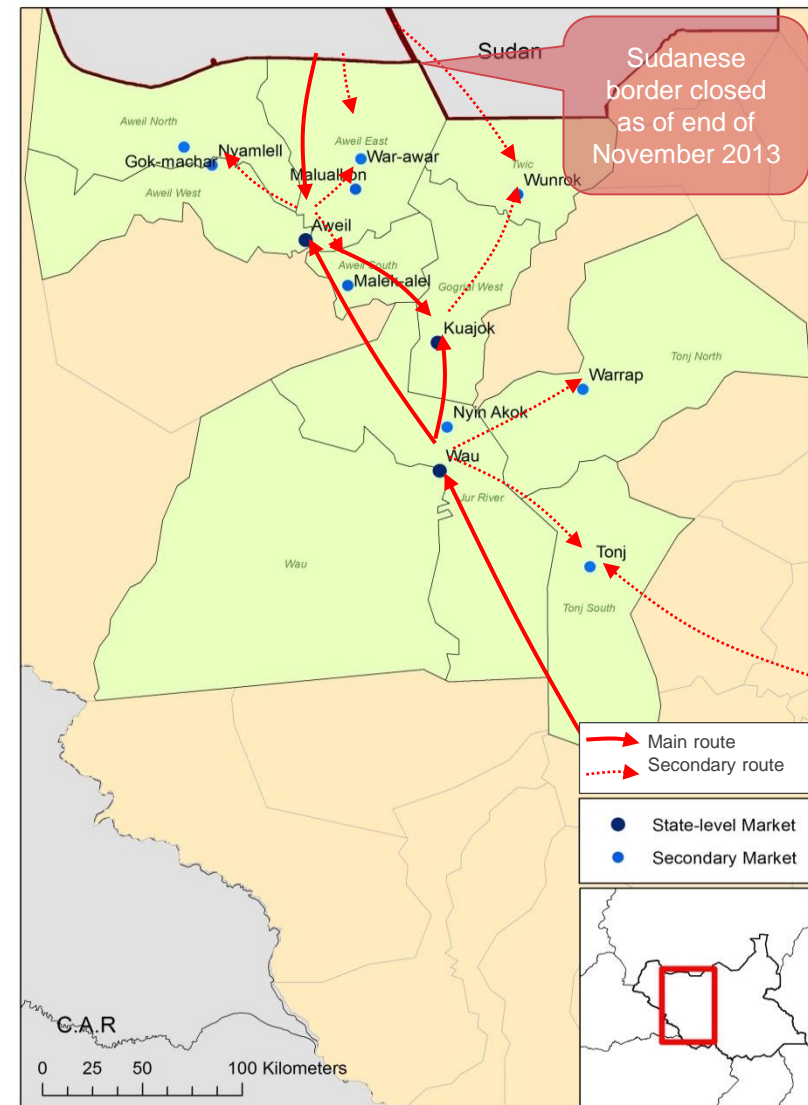 Sudan
Sudanese
border closed
as of end of
November 2013
Aweil North
Aweil East
Nyamlell
War-awar
Gok-machar
Twic
Malualkon
Wunrok
Aweil West
Aweil
Aweil South
Malek-alel
Gogrial West
Kuajok
Tonj North
Warrap
Nyin Akok
Wau
Jur River
Tonj
Wau
Tonj South
Main route
Secondary route
State-level Market
Secondary Market
C.A.R
0 25 50 100 Kilometers